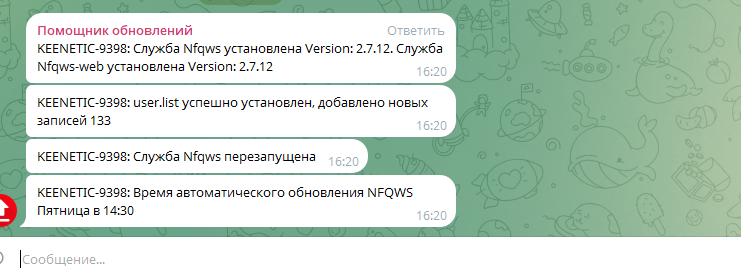 Помощник обновлений
Ответить
KEENETIC-9398: Служба Nfqws установлена Version: 2.7.12. Служба
Nfqws-web установлена Version: 2.7.12
16:20
KEENETIC-9398: user.list успешно установлен, добавлено новых
записей 133
16:20
KEENETIC-9398: Служба Nfqws перезапущена
16:20
KEENETIC-9398: Время автоматического обновления NFQWS
Пятница в 14:30
16:20
Сообщение...